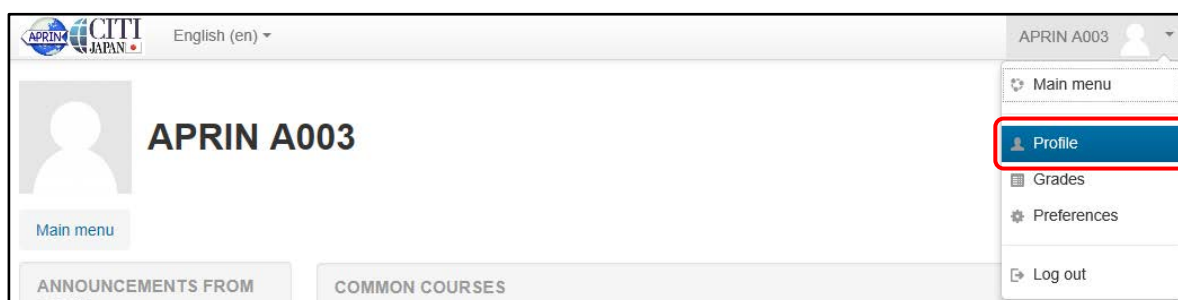 APRIN CITI JAPAN English (en) APRIN A003
Main menu
APRIN A003
Profile
Grades
Preferences
Main menu
Log out
ANNOUNCEMENTS FROM
COMMON COURSES